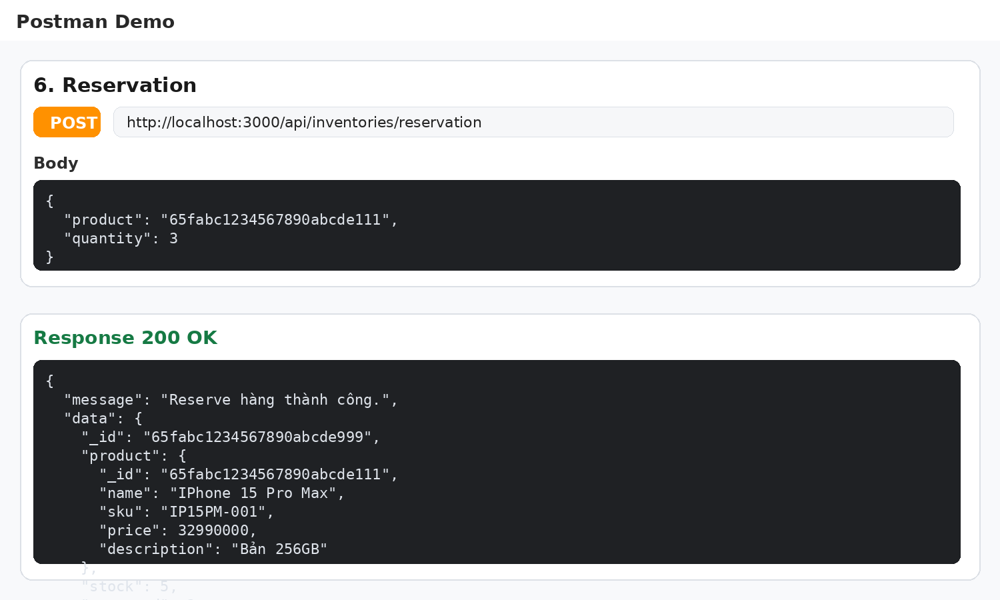 Postman Demo
6. Reservation
POST http://localhost:3000/api/inventories/reservation
Body
{
"product": "65fabc1234567890abcde111",
"quantity": 3
}
Response 200 OK
{
"message": "Reserve hàng thành công.",
"data": {
"_id": "65fabc1234567890abcde999",
"product": {
"_id": "65fabc1234567890abcde111",
"name": "IPhone 15 Pro Max",
"sku": "IP15PM-001",
"price": 32990000,
"description": "Bản 256GB"
},
"stock": 5,